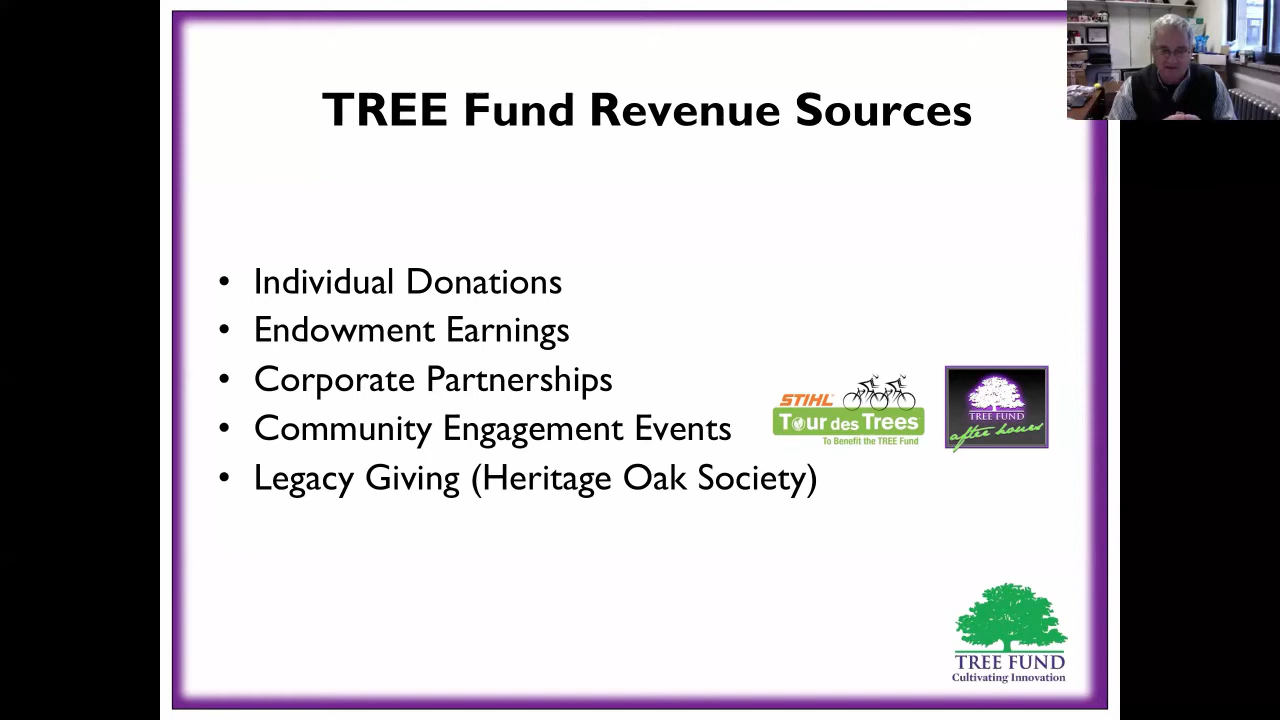 TREE Fund Revenue Sources
• Individual Donations
• Endowment Earnings
• Corporate Partnerships
• Community Engagement Events
• Legacy Giving (Heritage Oak Society)
STIHL
Tour des Trees
To Benefit the TREE Fund
TREE FUND
after hours
TREE FUND
Cultivating Innovation